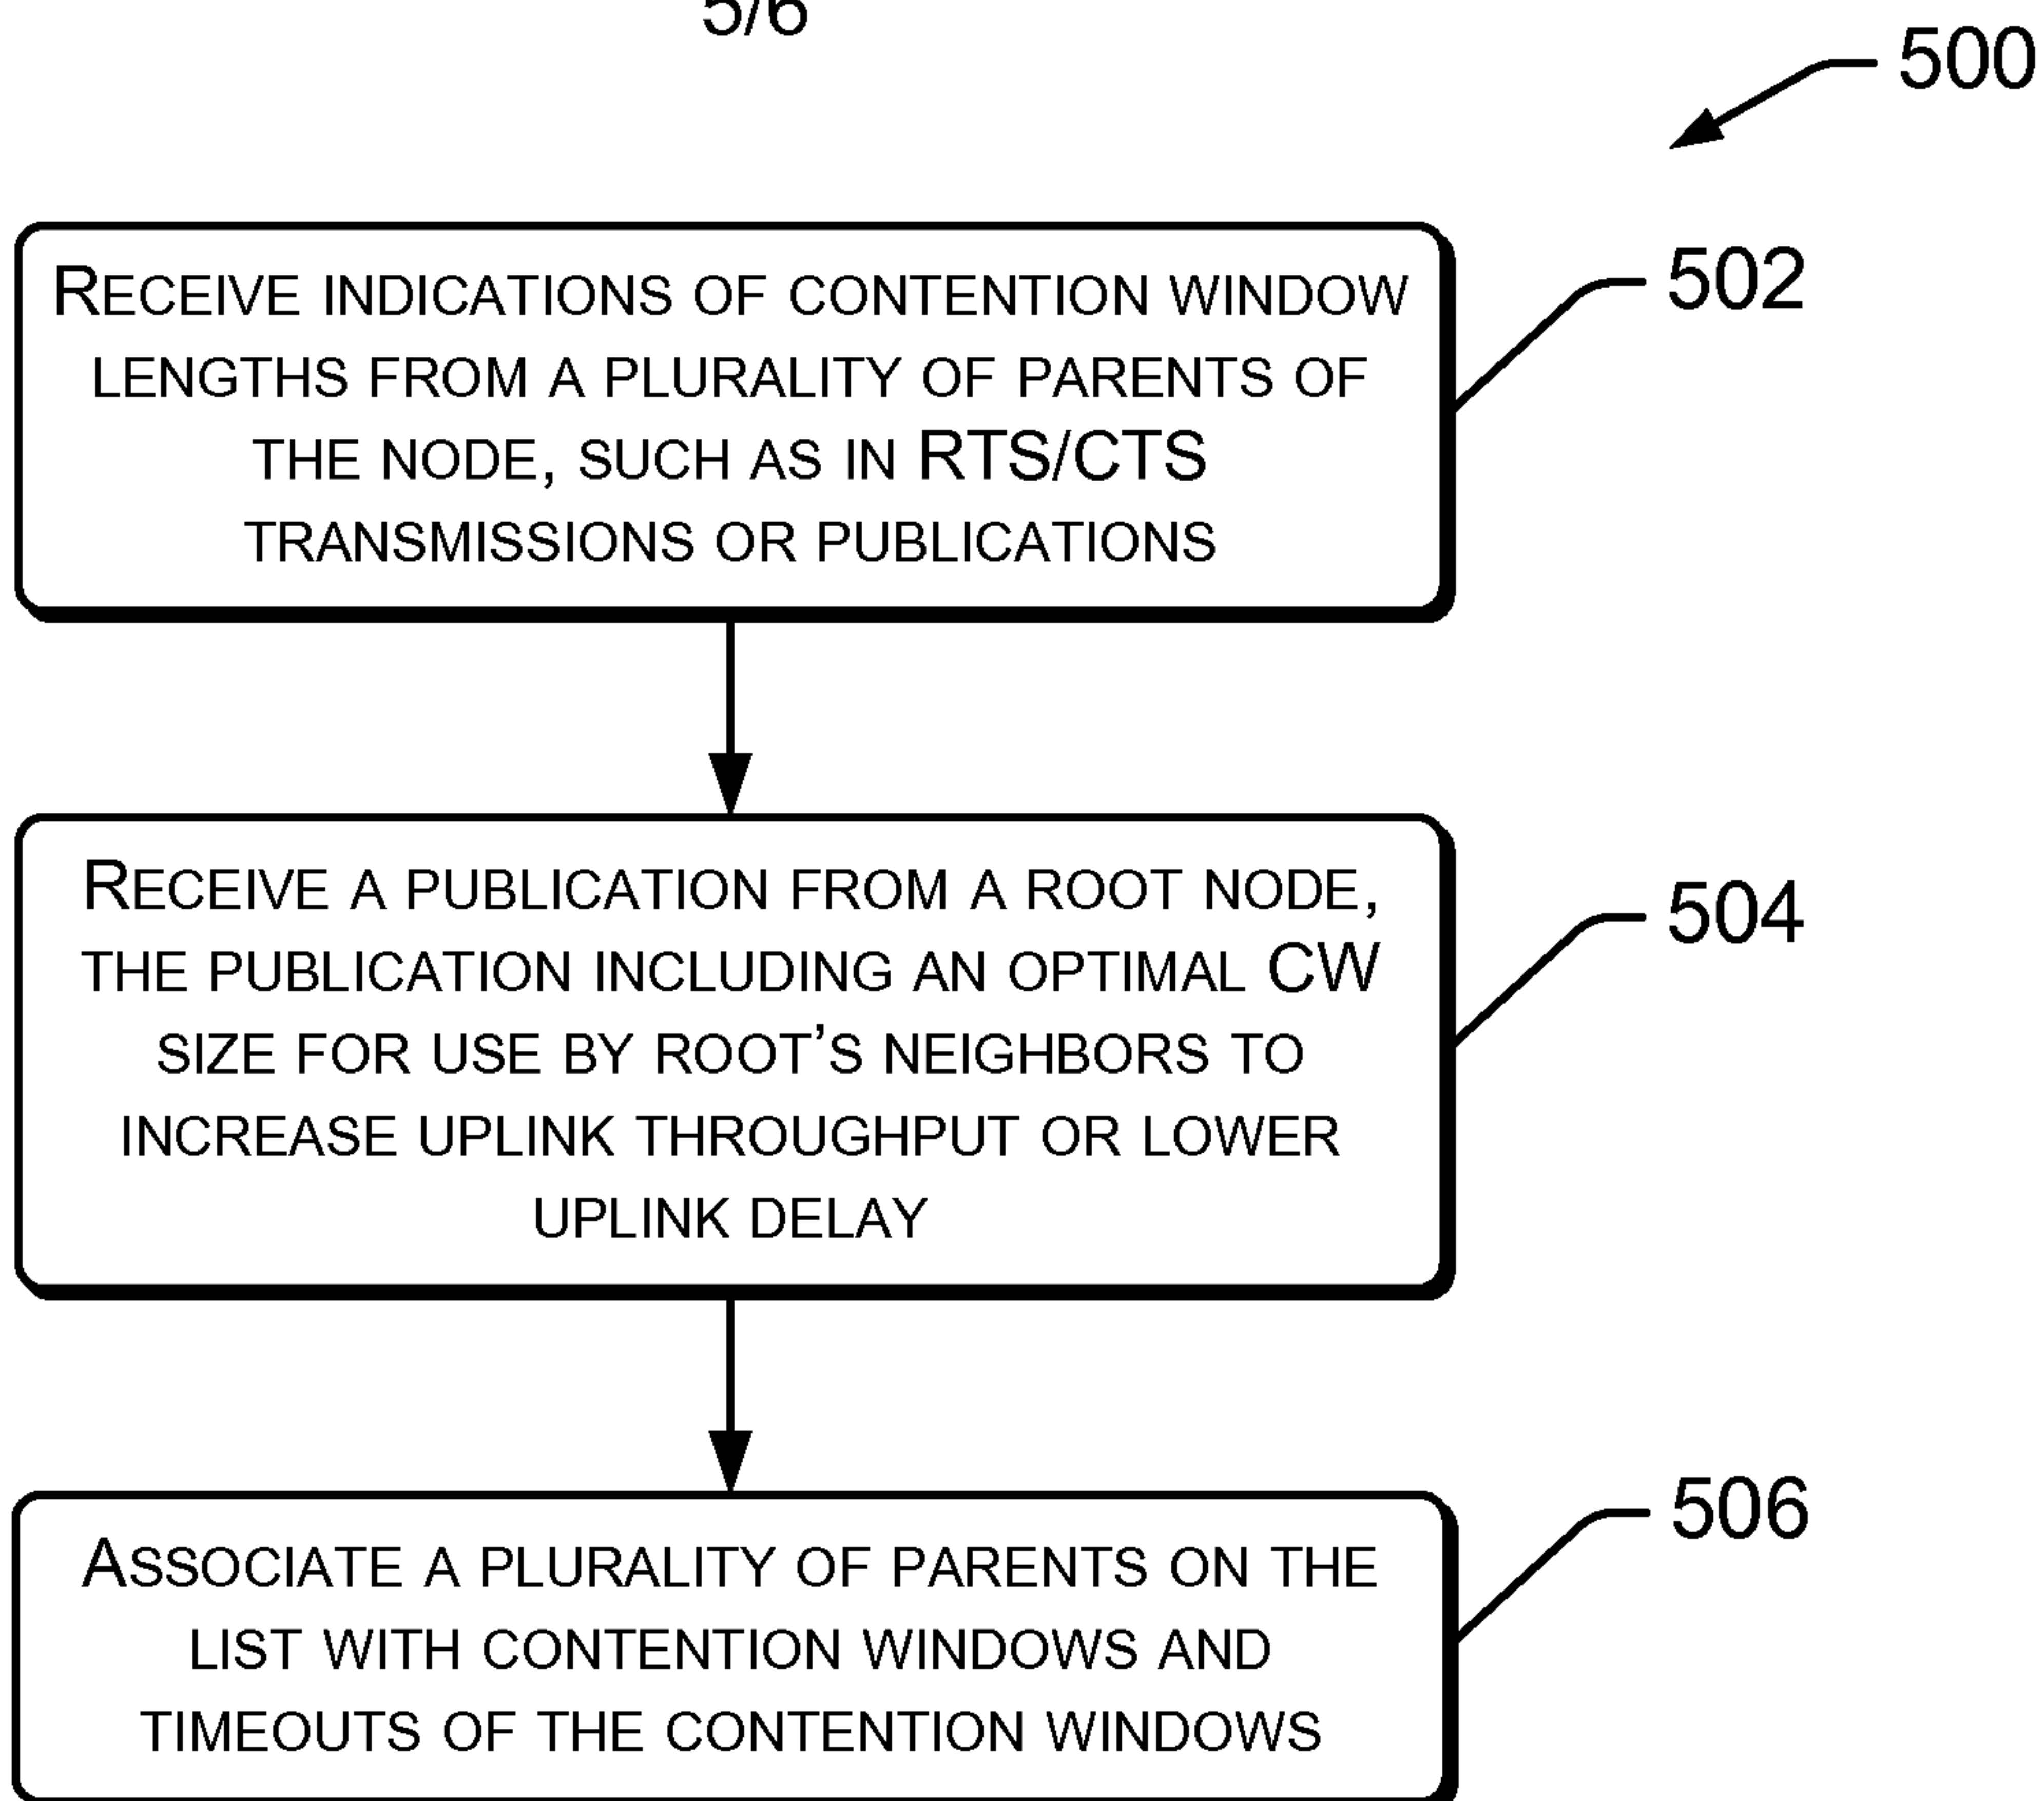 5/6
500
RECEIVE INDICATIONS OF CONTENTION WINDOW
LENGTHS FROM A PLURALITY OF PARENTS OF
THE NODE, SUCH AS IN RTS/CTS
TRANSMISSIONS OR PUBLICATIONS
502
RECEIVE A PUBLICATION FROM A ROOT NODE,
THE PUBLICATION INCLUDING AN OPTIMAL CW
SIZE FOR USE BY ROOT’S NEIGHBORS TO
INCREASE UPLINK THROUGHPUT OR LOWER
UPLINK DELAY
504
ASSOCIATE A PLURALITY OF PARENTS ON THE
LIST WITH CONTENTION WINDOWS AND
TIMEOUTS OF THE CONTENTION WINDOWS
506